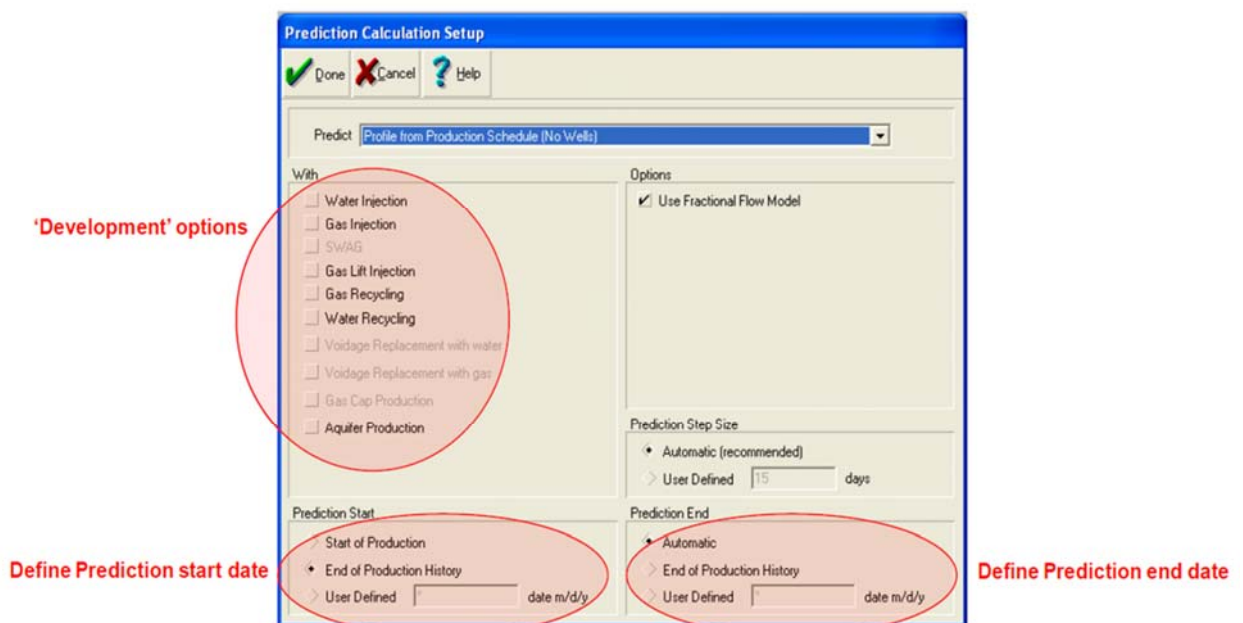 Prediction Calculation Setup
Done Cancel Help
Predict Profile from Production Schedule (No Wells)
With
Water Injection
Gas Injection
SWAG
Gas Lift Injection
Gas Recycling
Water Recycling
Voidage Replacement with water
Voidage Replacement with gas
Gas Cap Production
Aquifer Production
'Development' options
Options
Use Fractional Flow Model
Prediction Step Size
Automatic (recommended)
User Defined 15 days
Prediction Start
Start of Production
End of Production History
User Defined * date m/d/y
Define Prediction start date
Prediction End
Automatic
End of Production History
User Defined * date m/d/y
Define Prediction end date